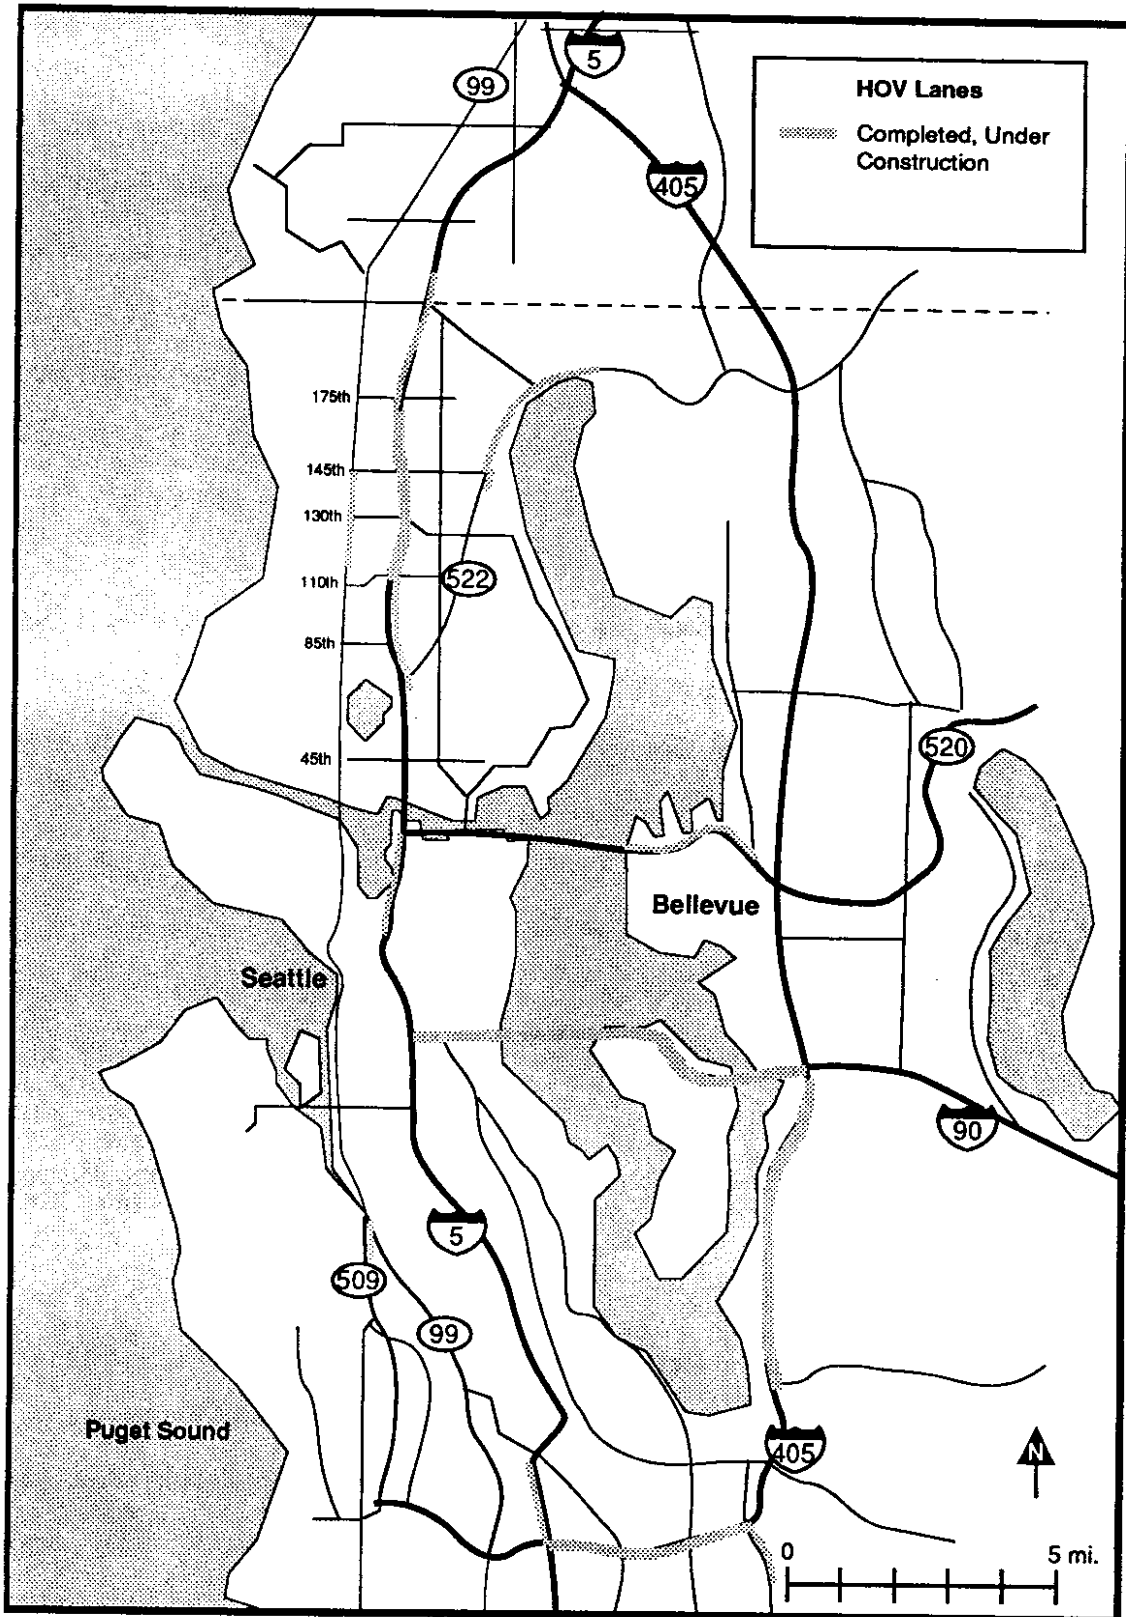 5
99
HOV Lanes
Completed, Under
Construction
405
175th
145th
130th
110th
522
85th
520
45th
Bellevue
Seattle
90
5
509
99
Puget Sound
405
N
0 5 mi.